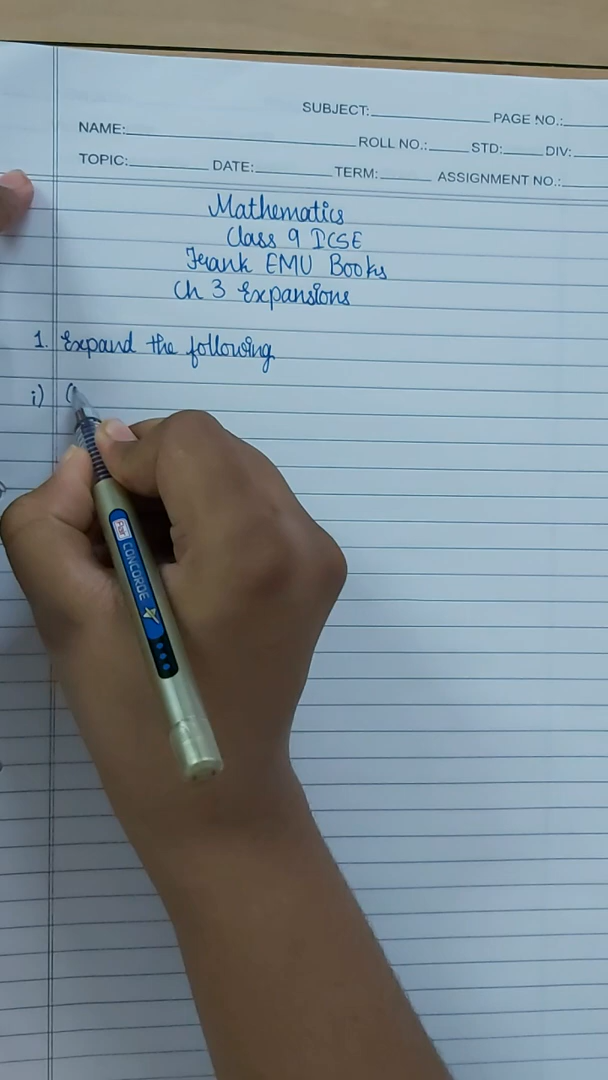 SUBJECT: PAGE NO.:
NAME: ROLL NO.: STD: DIV:
TOPIC: DATE: TERM: ASSIGNMENT NO.:
Mathematics
Class 9 ICSE
Frank EMU Books
Ch 3 Expansions
1. Expand the following
i) (
Flair CONCORDE